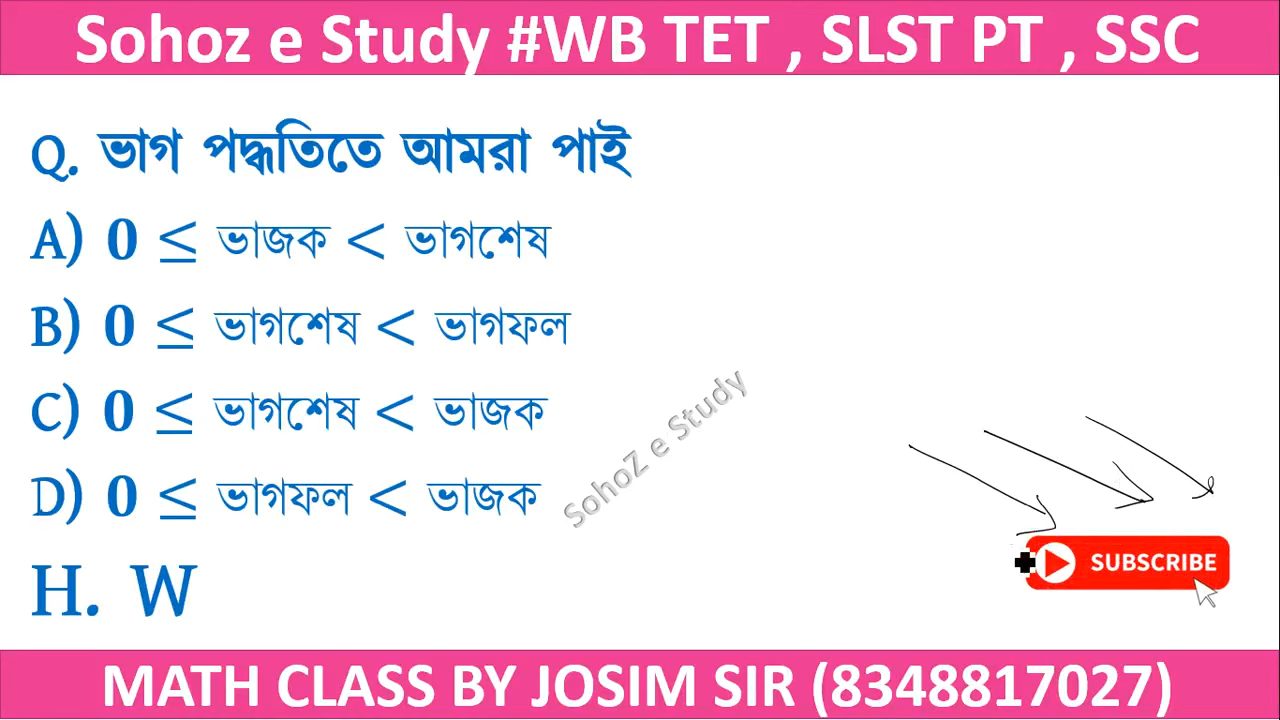 Sohoz e Study #WB TET , SLST PT , SSC
Q. ভাগ পদ্ধতিতে আমরা পাই
A) 0 ≤ ভাজক < ভাগশেষ
B) 0 ≤ ভাগশেষ < ভাগফল
C) 0 ≤ ভাগশেষ < ভাজক
D) 0 ≤ ভাগফল < ভাজক
SohoZ e Study
SUBSCRIBE
H. W
MATH CLASS BY JOSIM SIR (8348817027)